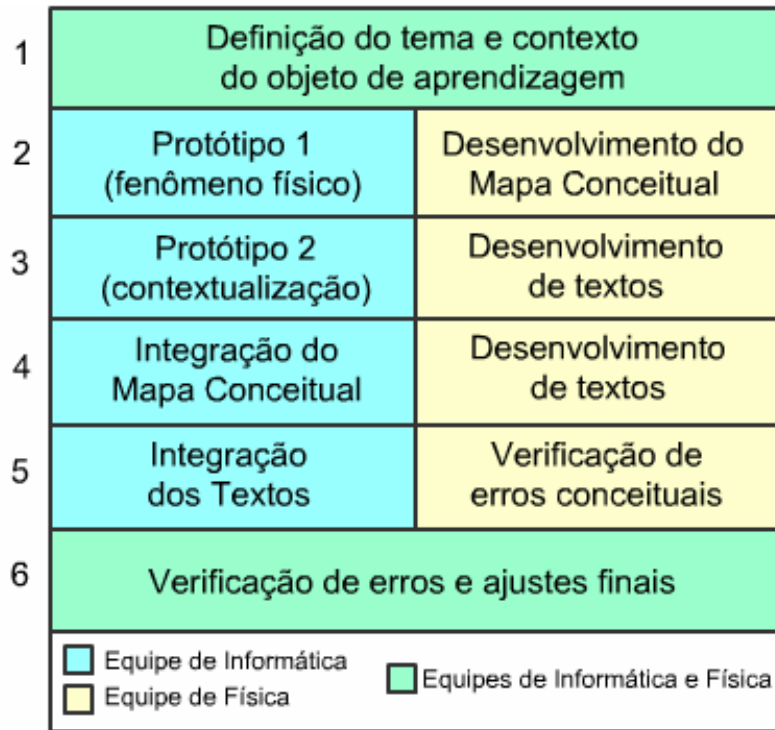 1
Definição do tema e contexto
do objeto de aprendizagem
2
Protótipo 1
(fenômeno físico)
Desenvolvimento do
Mapa Conceitual
3
Protótipo 2
(contextualização)
Desenvolvimento
de textos
4
Integração do
Mapa Conceitual
Desenvolvimento
de textos
5
Integração
dos Textos
Verificação de
erros conceituais
6
Verificação de erros e ajustes finais
Equipe de Informática
Equipe de Física
Equipes de Informática e Física